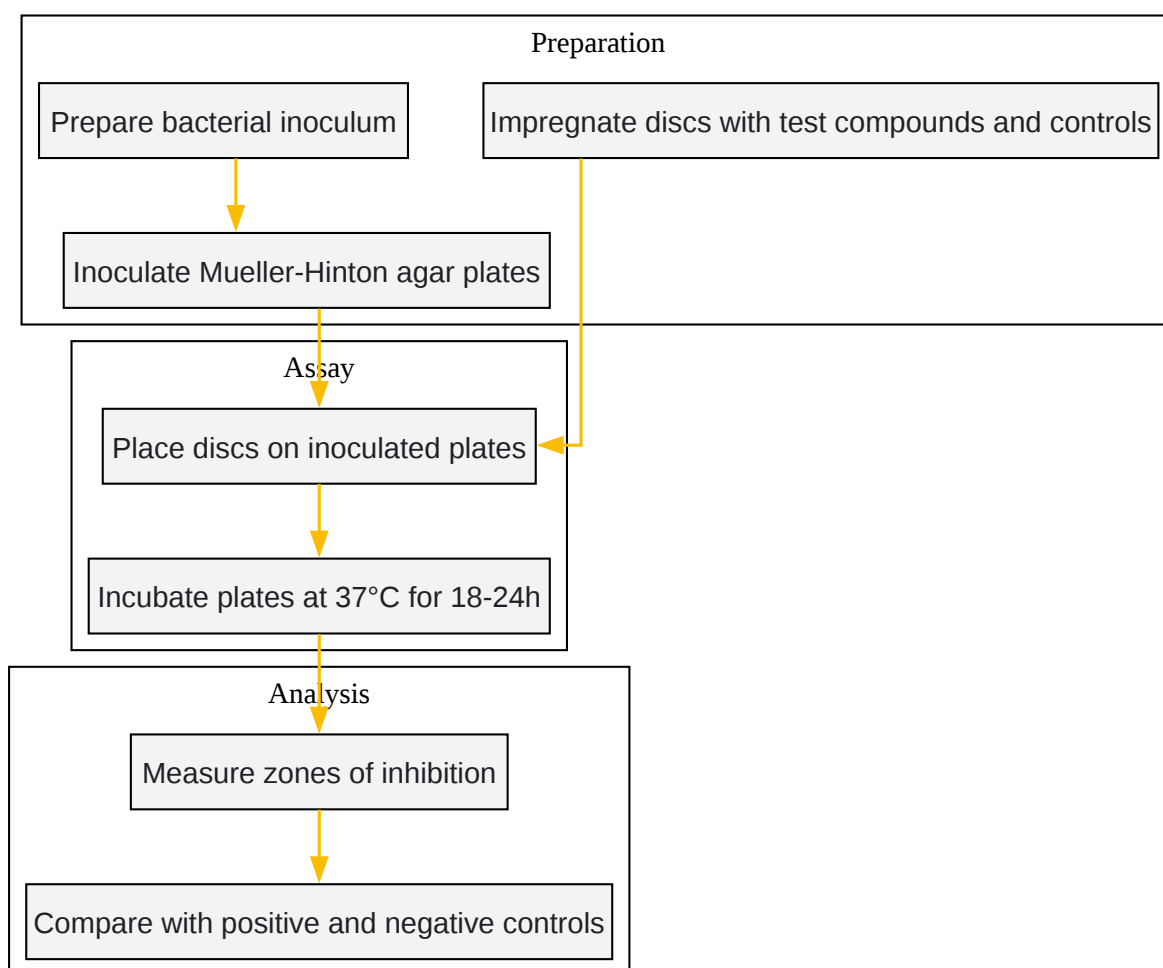 Preparation
Prepare bacterial inoculum
Impregnate discs with test compounds and controls
Inoculate Mueller-Hinton agar plates
Assay
Place discs on inoculated plates
Incubate plates at 37°C for 18-24h
Analysis
Measure zones of inhibition
Compare with positive and negative controls